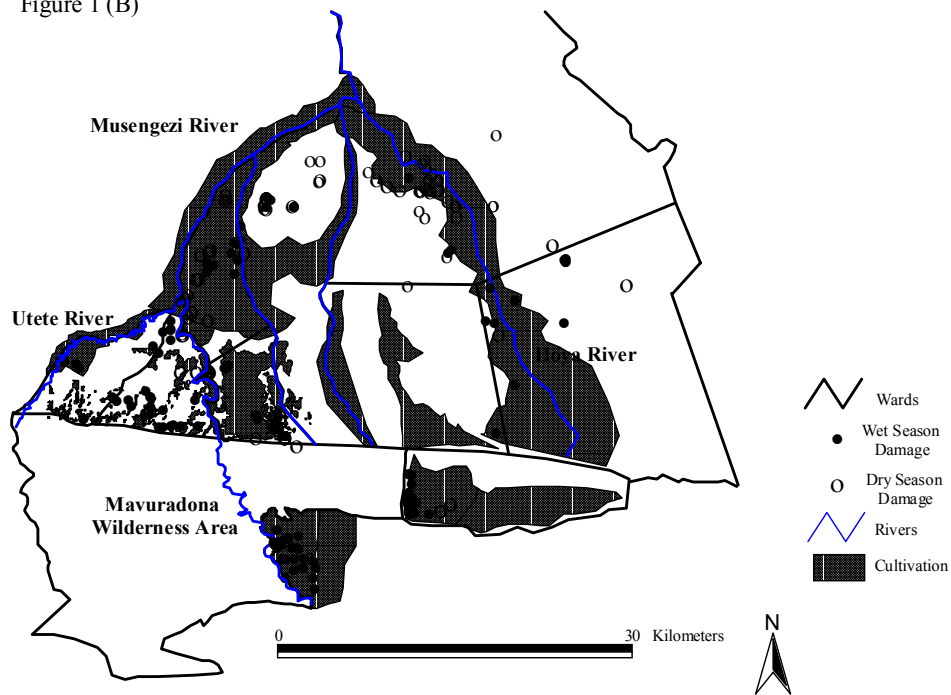 Figure 1 (B)
Musengezi River
Utete River
Hoya River
Mavuradona
Wilderness Area
Wards
Wet Season
Damage
Dry Season
Damage
Rivers
Cultivation
0 30 Kilometers
N